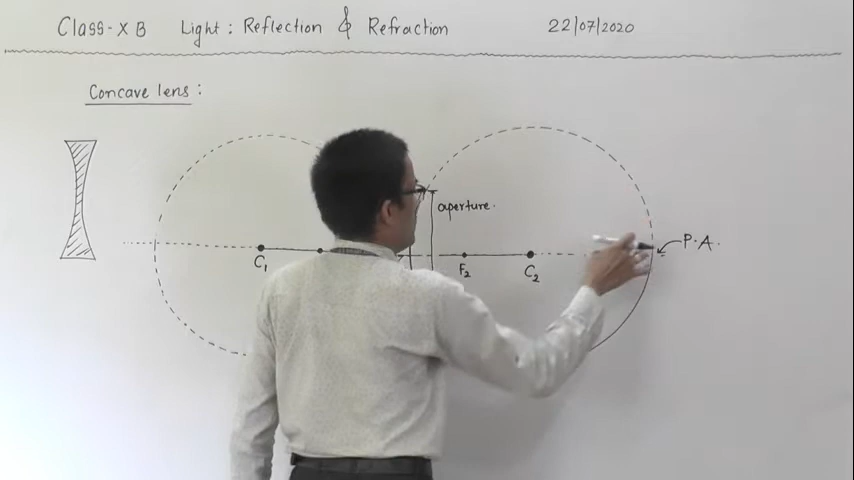 Class-X B Light : Reflection & Refraction 22/07/2020
Concave lens :
aperture.
P.A.
C1 F2 C2